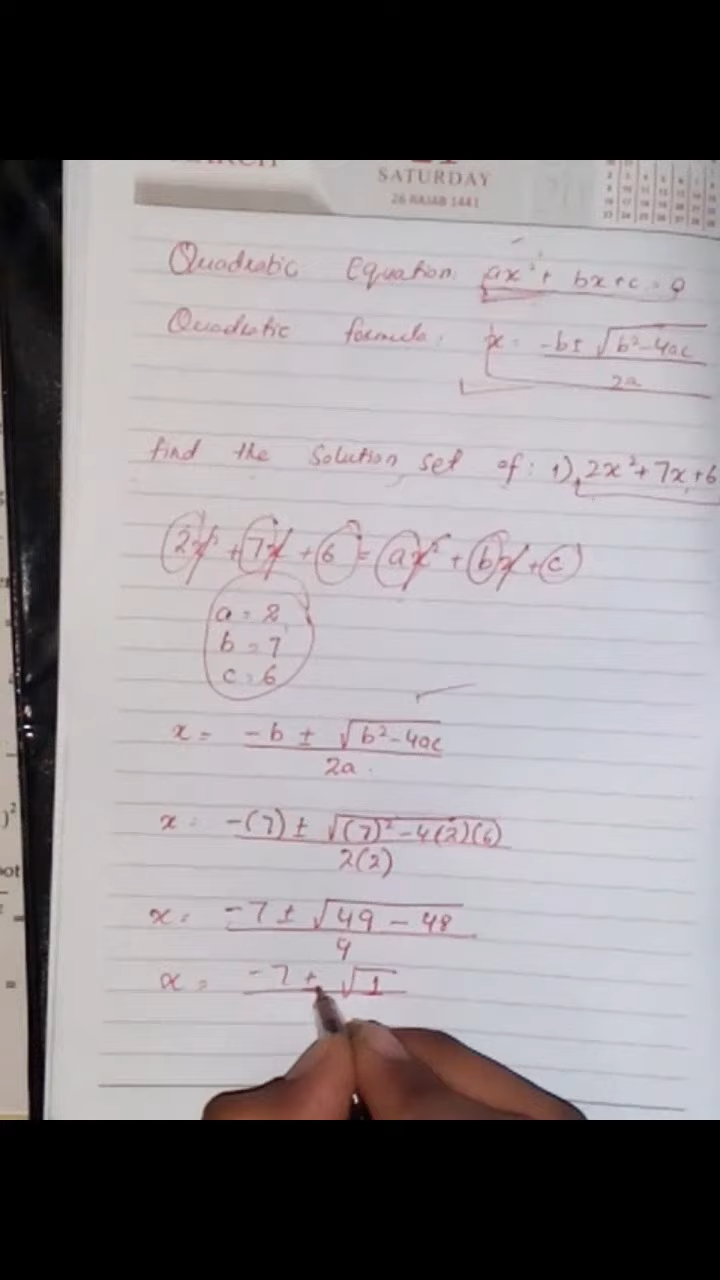 SATURDAY
26 RAJAB 1441
Quadratic Equation: ax² + bx+c = 0
Quadratic formula: x = -b ± √b²-4ac / 2a
find the Solution set of: 1) 2x²+7x+6
2x² + 7x + 6 = ax² + bx + c
a = 2
b = 7
c = 6
x = -b ± √b²-4ac / 2a
x = -(7) ± √(7)²-4(2)(6) / 2(2)
x = -7 ± √49 - 48 / 4
x = -7 ± √1